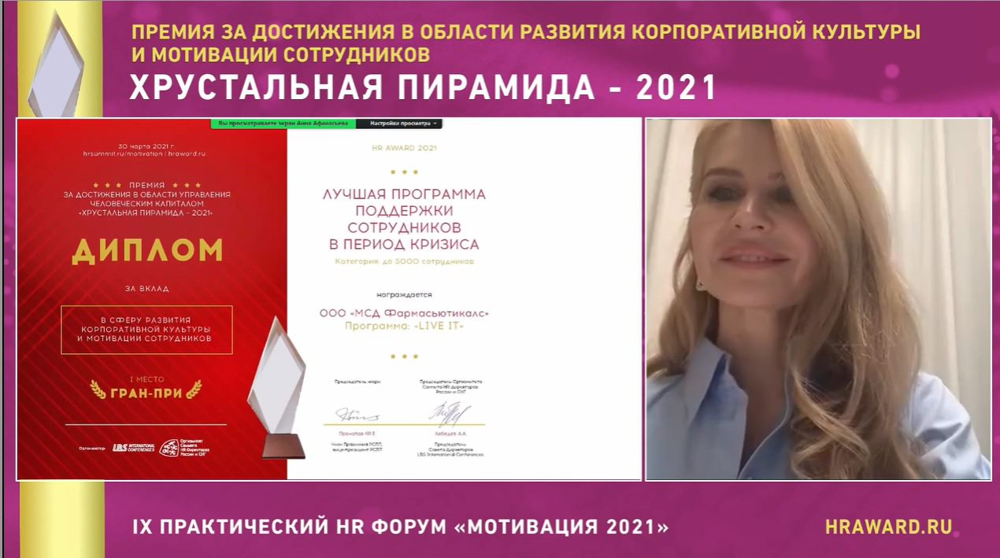 ПРЕМИЯ ЗА ДОСТИЖЕНИЯ В ОБЛАСТИ РАЗВИТИЯ КОРПОРАТИВНОЙ КУЛЬТУРЫ
И МОТИВАЦИИ СОТРУДНИКОВ
ХРУСТАЛЬНАЯ ПИРАМИДА - 2021
Вы просматриваете экран Анна Афанасьева
Настройки просмотра
30 марта 2021 г.
hrsummit.ru/motivation | hraward.ru
ПРЕМИЯ
ЗА ДОСТИЖЕНИЯ В ОБЛАСТИ УПРАВЛЕНИЯ
ЧЕЛОВЕЧЕСКИМ КАПИТАЛОМ
«ХРУСТАЛЬНАЯ ПИРАМИДА - 2021»
ДИПЛОМ
ЗА ВКЛАД
В СФЕРУ РАЗВИТИЯ
КОРПОРАТИВНОЙ КУЛЬТУРЫ
И МОТИВАЦИИ СОТРУДНИКОВ
I МЕСТО
ГРАН-ПРИ
Организатор
LBS INTERNATIONAL
CONFERENCES
Оргкомитет
Саммита
HR-Директоров
России и СНГ
HR AWARD 2021
ЛУЧШАЯ ПРОГРАММА
ПОДДЕРЖКИ
СОТРУДНИКОВ
В ПЕРИОД КРИЗИСА
Категория: до 5000 сотрудников
награждается
ООО «МСД Фармасьютикалс»
Программа: «LIVE IT»
Председатель жюри
Прокопов Ф.Т.
Член Правления РСПП,
вице-президент РСПП
Председатель Оргкомитета
Саммита HR-Директоров
России и СНГ
Лебедев А.А.
Председатель
Совета Директоров
LBS International Conferences
IX ПРАКТИЧЕСКИЙ HR ФОРУМ «МОТИВАЦИЯ 2021»
HRAWARD.RU